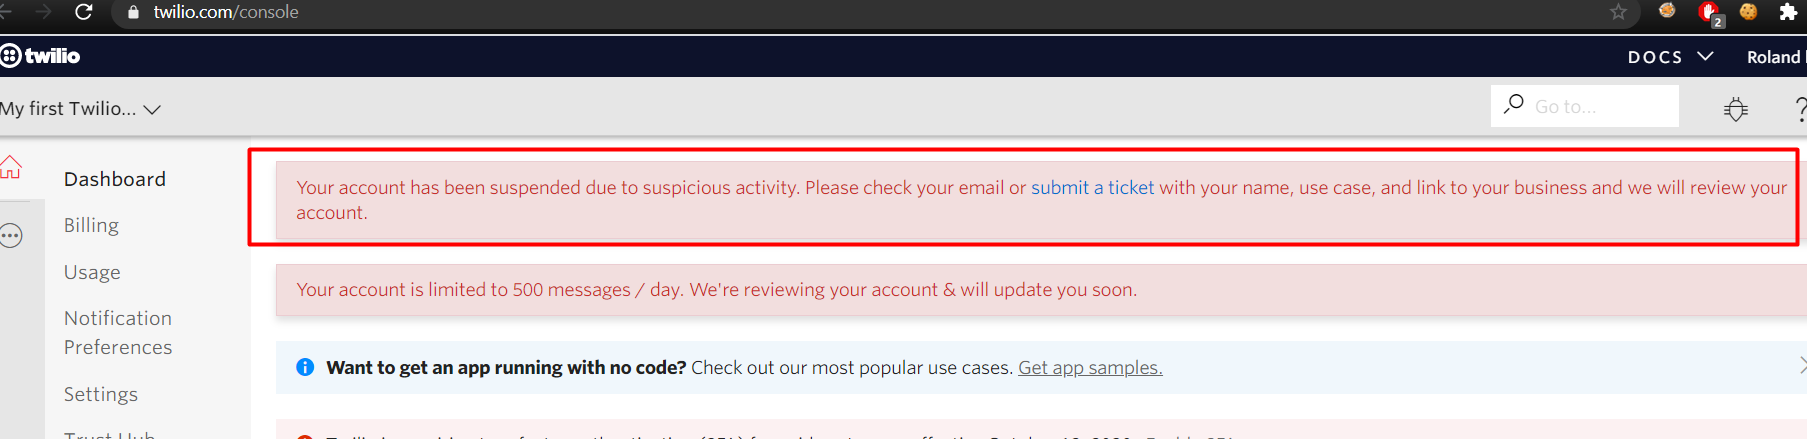 twilio.com/console
2
twilio
DOCS
Roland
My first Twilio...
Go to...
?
Dashboard
Billing
Usage
Notification
Preferences
Settings
Trust Hub
Your account has been suspended due to suspicious activity. Please check your email or submit a ticket with your name, use case, and link to your business and we will review your
account.
Your account is limited to 500 messages / day. We're reviewing your account & will update you soon.
Want to get an app running with no code? Check out our most popular use cases. Get app samples.